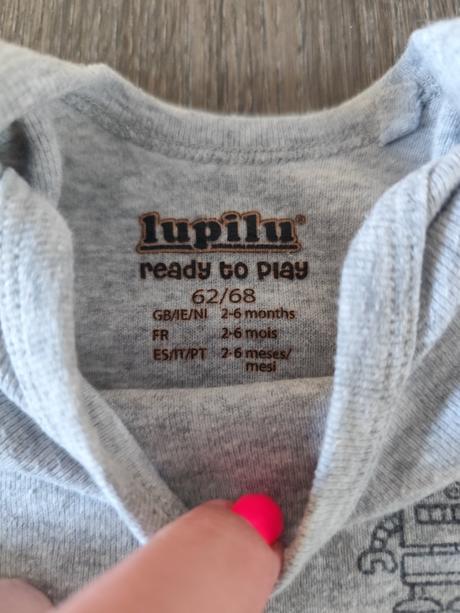 lupilu®
ready to play
62/68
GB/IE/NI 2-6 months
FR 2-6 mois
ES/IT/PT 2-6 meses/
mesi